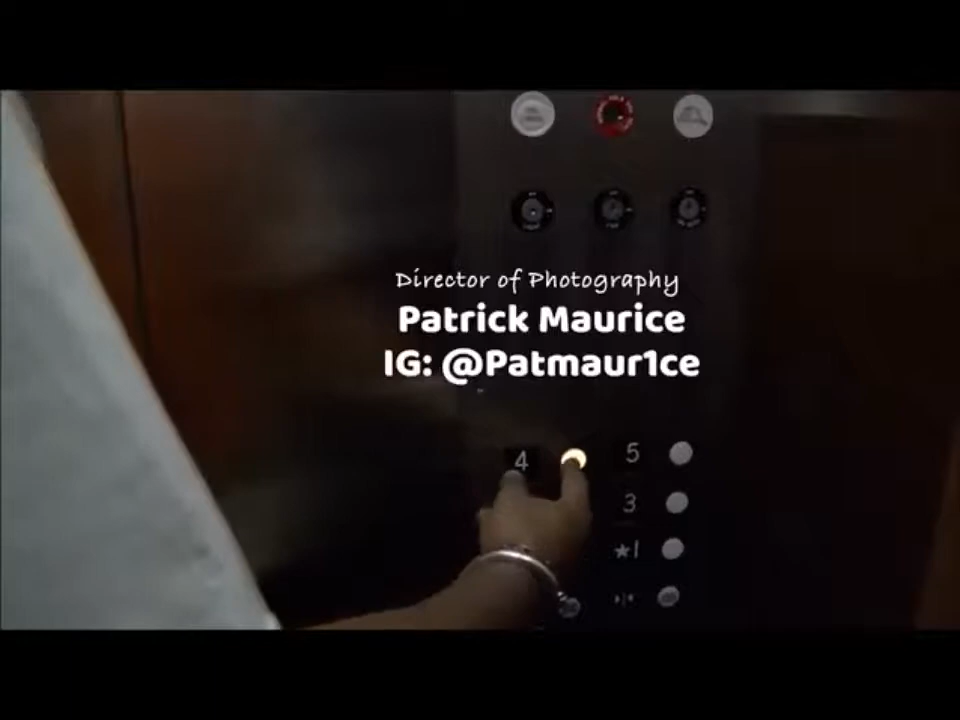 Director of Photography
Patrick Maurice
IG: @Patmaur1ce
4 5
3
★1